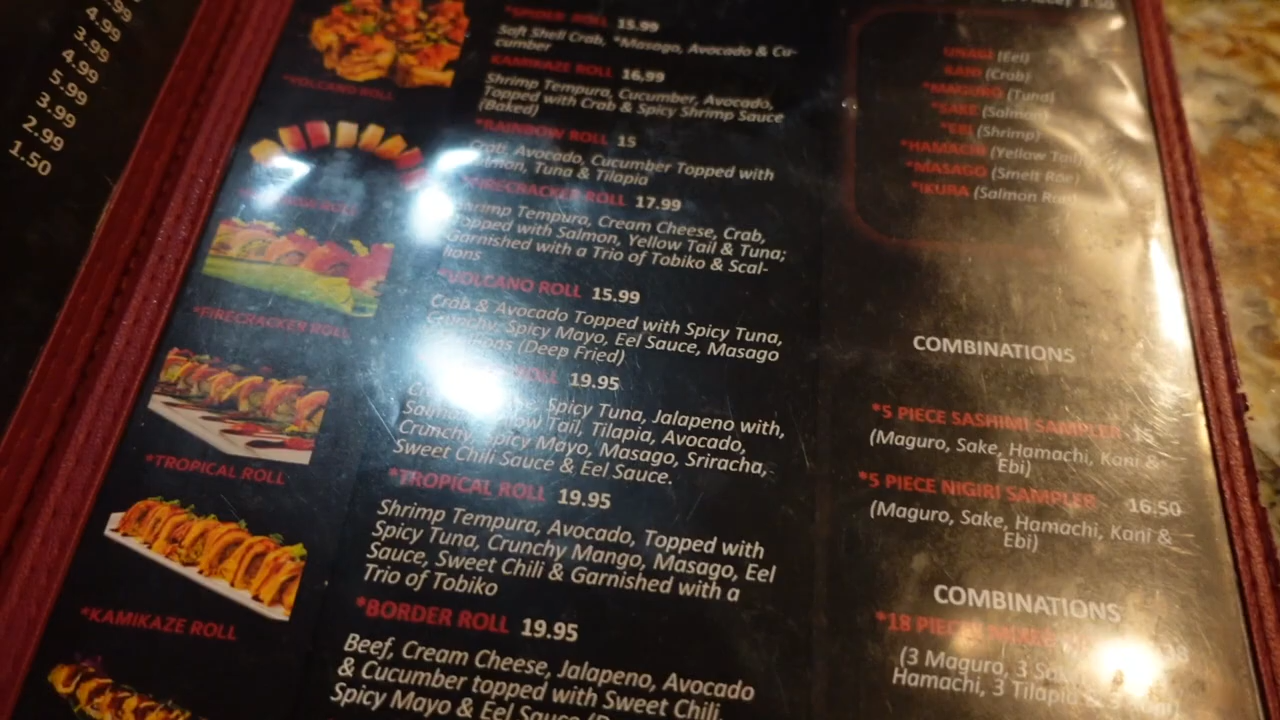 4.99
3.99
4.99
5.99
3.99
2.99
1.50
*VOLCANO ROLL
*FIRECRACKER ROLL
*TROPICAL ROLL
*KAMIKAZE ROLL
*SPIDER ROLL 15.99
Soft Shell Crab, *Masago, Avocado & Cu-
cumber
KAMIKAZE ROLL 16.99
Shrimp Tempura, Cucumber, Avocado,
Topped with Crab & Spicy Shrimp Sauce
(Baked)
*RAINBOW ROLL 15
Crab, Avocado, Cucumber Topped with
Salmon, Tuna & Tilapia
*FIRECRACKER ROLL 17.99
Shrimp Tempura, Cream Cheese, Crab,
Topped with Salmon, Yellow Tail & Tuna;
Garnished with a Trio of Tobiko & Scal-
lions
*VOLCANO ROLL 15.99
Crab & Avocado Topped with Spicy Tuna,
Crunchy, Spicy Mayo, Eel Sauce, Masago
(Deep Fried)
ROLL 19.95
Spicy Tuna, Jalapeno with,
Tail, Tilapia, Avocado,
Crunchy, Spicy Mayo, Masago, Sriracha,
Sweet Chili Sauce & Eel Sauce.
*TROPICAL ROLL 19.95
Shrimp Tempura, Avocado, Topped with
Spicy Tuna, Crunchy Mango, Masago, Eel
Sauce, Sweet Chili & Garnished with a
Trio of Tobiko
*BORDER ROLL 19.95
Beef, Cream Cheese, Jalapeno, Avocado
& Cucumber topped with Sweet Chili,
Spicy Mayo & Eel Sauce
UNAGI (Eel)
KANI (Crab)
*MAGURO (Tuna)
*SAKE (Salmon)
*EBI (Shrimp)
*HAMACHI (Yellow Tail)
*MASAGO (Smelt Roe)
*IKURA (Salmon Roe)
COMBINATIONS
*5 PIECE SASHIMI SAMPLER
(Maguro, Sake, Hamachi, Kani &
Ebi)
*5 PIECE NIGIRI SAMPLER 16.50
(Maguro, Sake, Hamachi, Kani &
Ebi)
COMBINATIONS
*18 PIECE
(3 Maguro, 3
Hamachi, 3 Tilapia